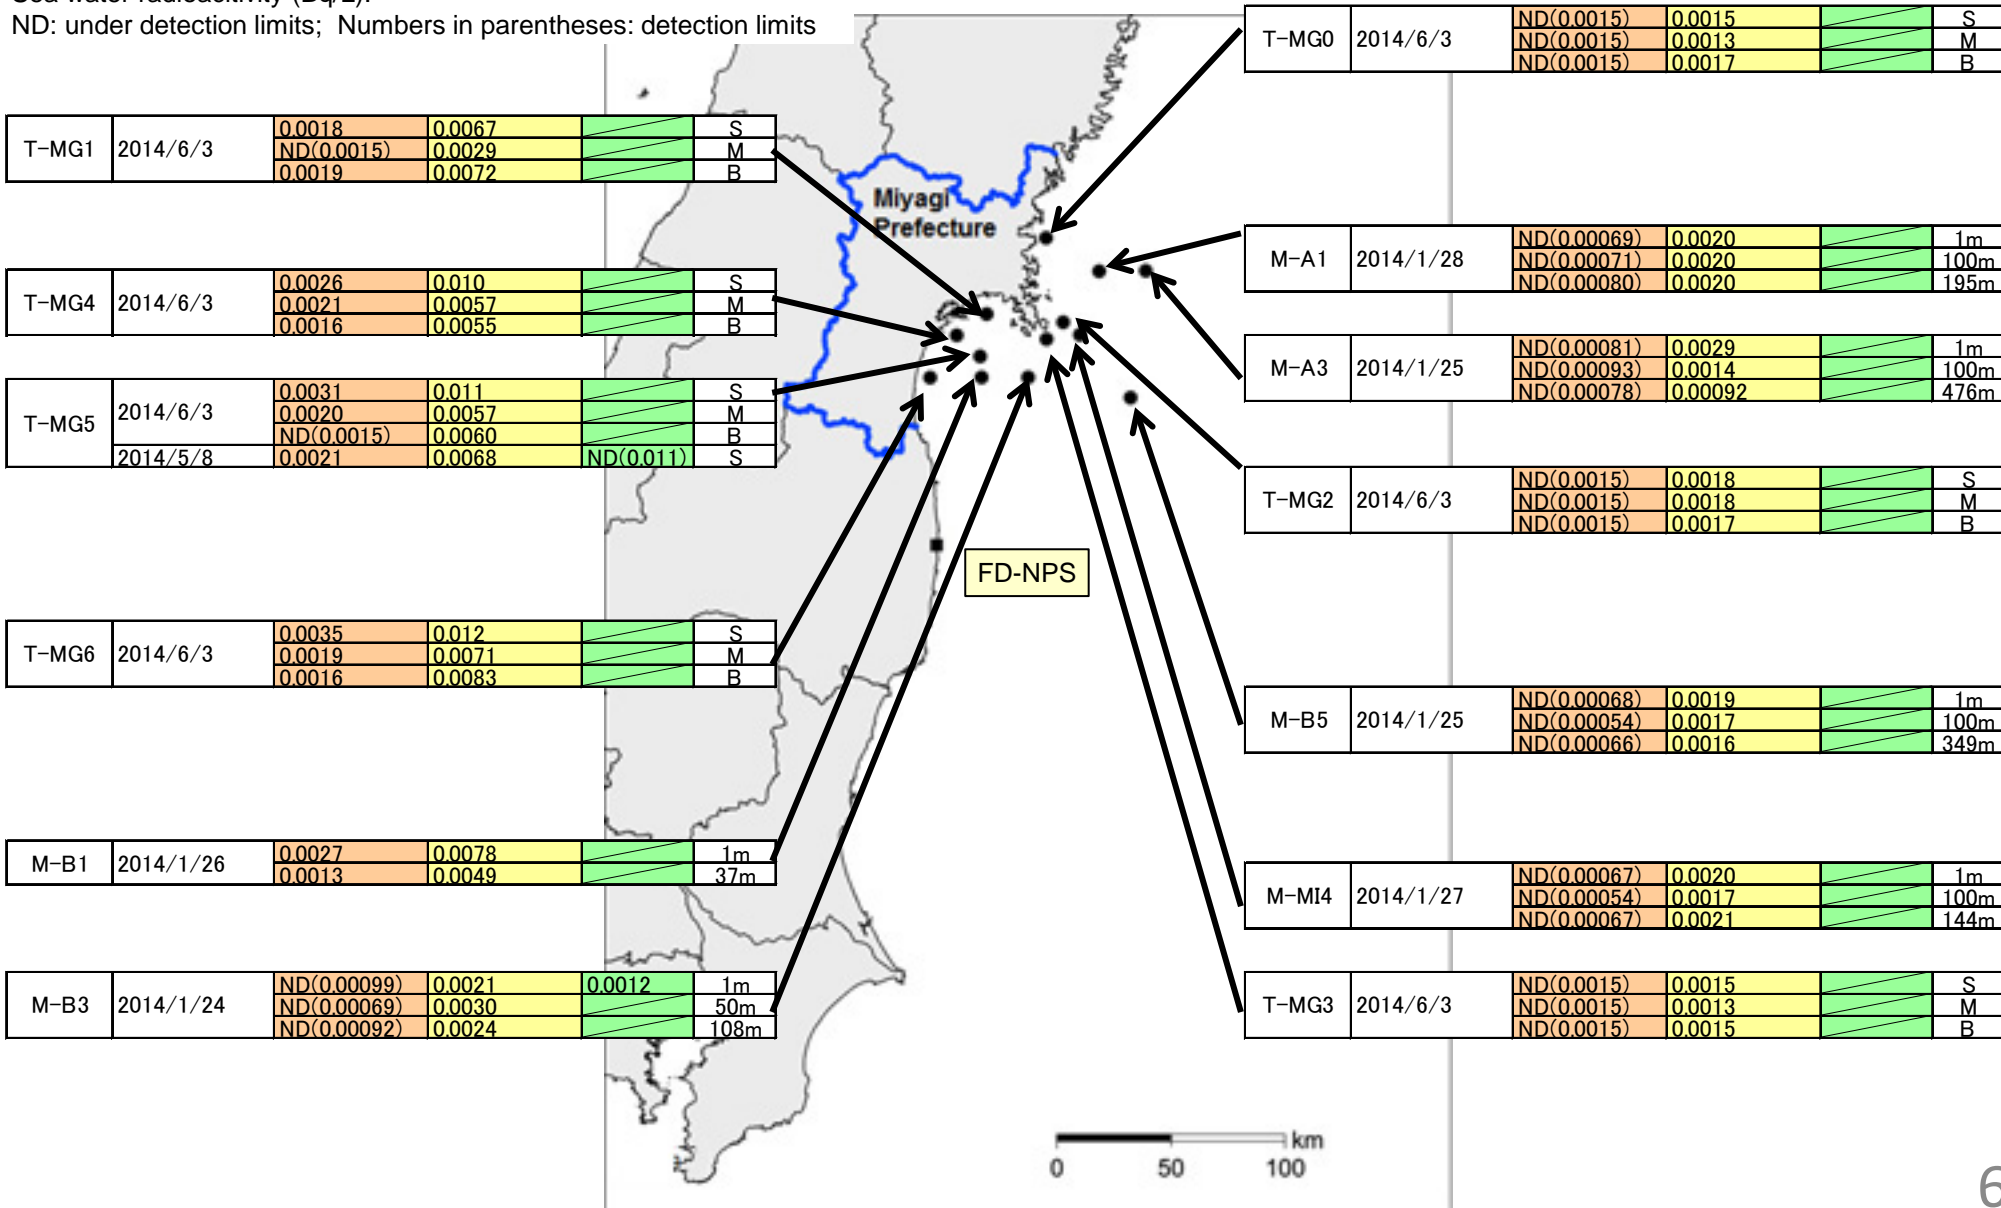 ND: under detection limits; Numbers in parentheses: detection limits
T-MG0 2014/6/3 ND(0.0015) 0.0015 S
ND(0.0015) 0.0013 M
ND(0.0015) 0.0017 B
T-MG1 2014/6/3 0.0018 0.0067 S
ND(0.0015) 0.0029 M
0.0019 0.0072 B
Miyagi
Prefecture
M-A1 2014/1/28 ND(0.00069) 0.0020 1m
ND(0.00071) 0.0020 100m
ND(0.00080) 0.0020 195m
T-MG4 2014/6/3 0.0026 0.010 S
0.0021 0.0057 M
0.0016 0.0055 B
M-A3 2014/1/25 ND(0.00081) 0.0029 1m
ND(0.00093) 0.0014 100m
ND(0.00078) 0.00092 476m
T-MG5 2014/6/3 0.0031 0.011 S
0.0020 0.0057 M
ND(0.0015) 0.0060 B
2014/5/8 0.0021 0.0068 ND(0.011) S
T-MG2 2014/6/3 ND(0.0015) 0.0018 S
ND(0.0015) 0.0018 M
ND(0.0015) 0.0017 B
FD-NPS
T-MG6 2014/6/3 0.0035 0.012 S
0.0019 0.0071 M
0.0016 0.0083 B
M-B5 2014/1/25 ND(0.00068) 0.0019 1m
ND(0.00054) 0.0017 100m
ND(0.00066) 0.0016 349m
M-B1 2014/1/26 0.0027 0.0078 1m
0.0013 0.0049 37m
M-MI4 2014/1/27 ND(0.00067) 0.0020 1m
ND(0.00054) 0.0017 100m
ND(0.00067) 0.0021 144m
M-B3 2014/1/24 ND(0.00099) 0.0021 0.0012 1m
ND(0.00069) 0.0030 50m
ND(0.00092) 0.0024 108m
T-MG3 2014/6/3 ND(0.0015) 0.0015 S
ND(0.0015) 0.0013 M
ND(0.0015) 0.0015 B
km
0 50 100
6